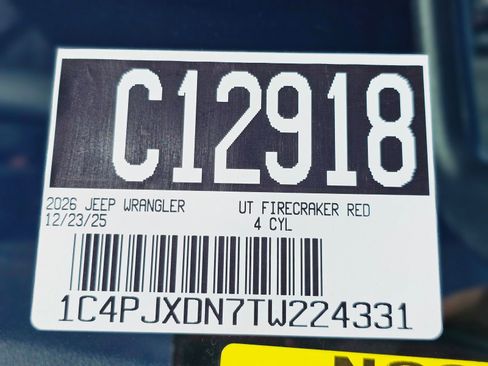 C12918
2026 JEEP WRANGLER UT FIRECRAKER RED
12/23/25 4 CYL
1C4PJXDN7TW224331